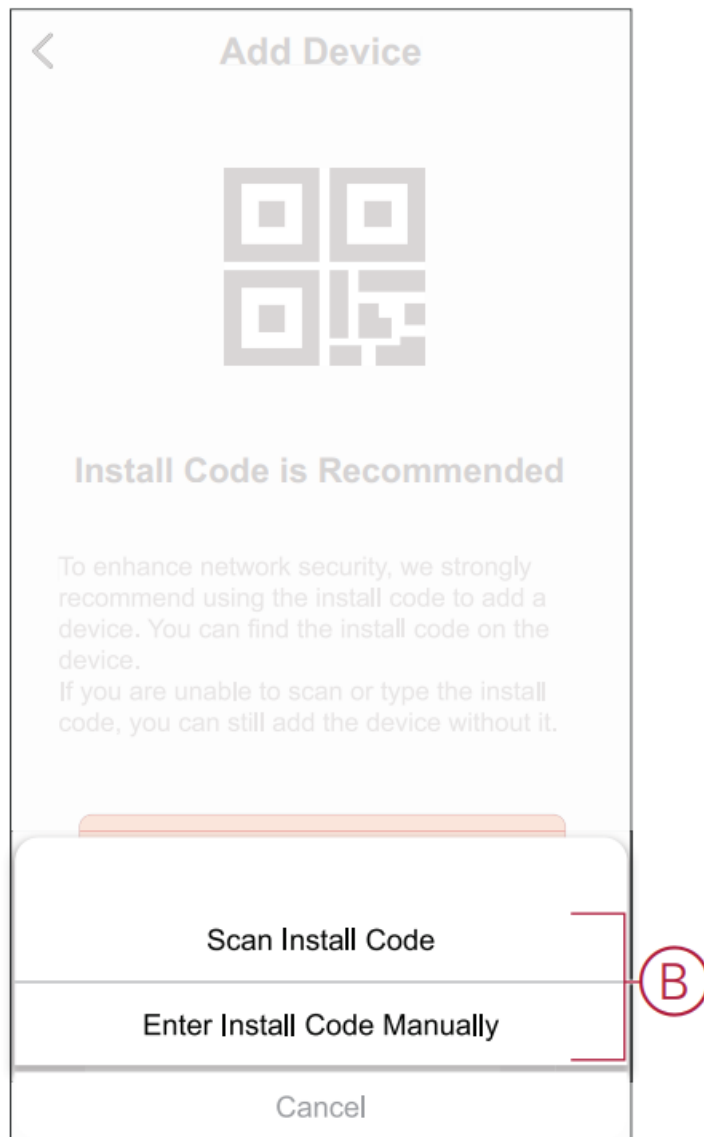 Add Device
Install Code is Recommended
To enhance network security, we strongly
recommend using the install code to add a
device. You can find the install code on the
device.
If you are unable to scan or type the install
code, you can still add the device without it.
Scan Install Code
Enter Install Code Manually
B
Cancel